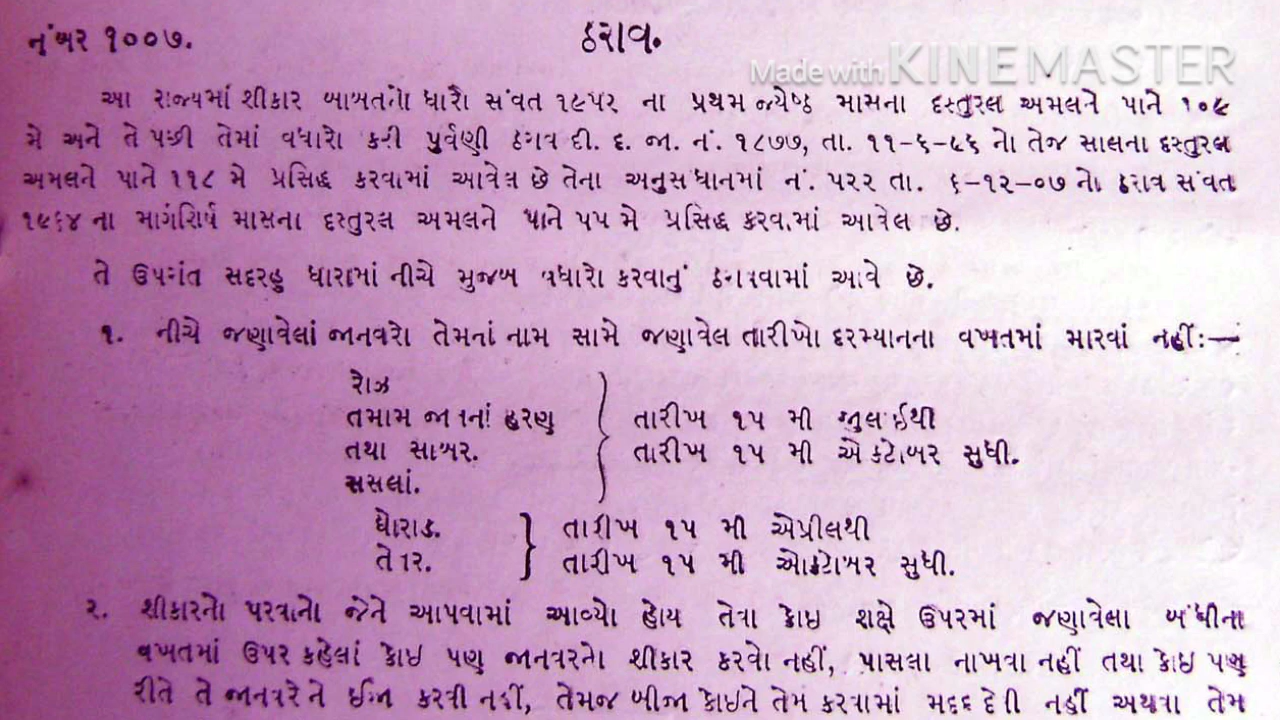 નંબર ૧૦૦૭.
ઠરાવ.
Made with KINEMASTER
આ રાજ્યમાં શીકાર બાબતનો ધારો સંવત ૧૯૫૨ ના પ્રથમ જ્યેષ્ઠ માસના દસ્તુરલ અમલને પાને ૧૦૯
મે અને તે પછી તેમાં વધારો કરી પુર્વણી ઠરાવ દી. દ. જા. નં. ૧૮૭૭, તા. ૧૧-૬-૯૬ નો તેજ સાલના દસ્તુરલ
અમલને પાને ૧૧૮ મે પ્રસિદ્ધ કરવામાં આવેલ છે તેના અનુસંધાનમાં નં. ૫૨૨ તા. ૬-૧૨-૦૭ નો ઠરાવ સંવત
૧૯૬૪ ના માર્ગશિર્ષ માસના દસ્તુરલ અમલને પાને ૫૫ મે પ્રસિદ્ધ કરવામાં આવેલ છે.
તે ઉપરાંત સદરહુ ધારામાં નીચે મુજબ વધારો કરવાનું ઠરાવવામાં આવે છે.
૧. નીચે જણાવેલાં જાનવરો તેમનાં નામ સામે જણાવેલ તારીખો દરમ્યાનના વખતમાં મારવાં નહીં:—
રોઝ
તમામ જાતનાં હરણ તારીખ ૧૫ મી જુલાઈથી
તથા સાબર. તારીખ ૧૫ મી ઓકટોબર સુધી.
સસલાં.
ઘોરાડ. તારીખ ૧૫ મી એપ્રીલથી
તેતર. તારીખ ૧૫ મી ઓકટોબર સુધી.
૨. શીકારનો પરવાનો જેને આપવામાં આવ્યો હોય તેવા કોઇ શક્ષે ઉપરમાં જણાવેલા બંધીના
વખતમાં ઉપર કહેલાં કોઇ પણ જાનવરનો શીકાર કરવો નહીં, પાસલા નાખવા નહીં તથા કોઇ પણ
રીતે તે જાનવરોને ઈજા કરવી નહીં, તેમજ બીજા કોઇને તેમ કરવામાં મદદ દેવી નહીં અથવા તેમ